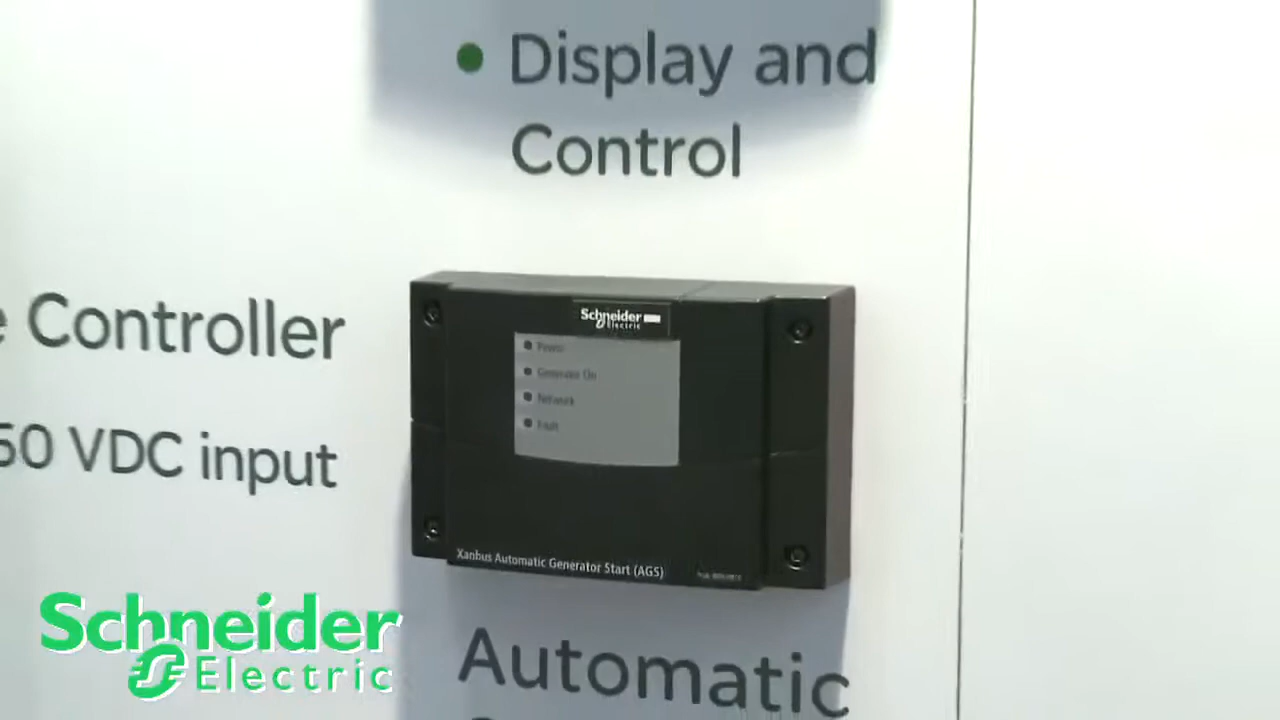 • Display and
Control
Controller
50 VDC input
Schneider
Electric
Power
Generator On
Network
Fault
Xanbus Automatic Generator Start (AGS)
Automatic
Schneider
Electric